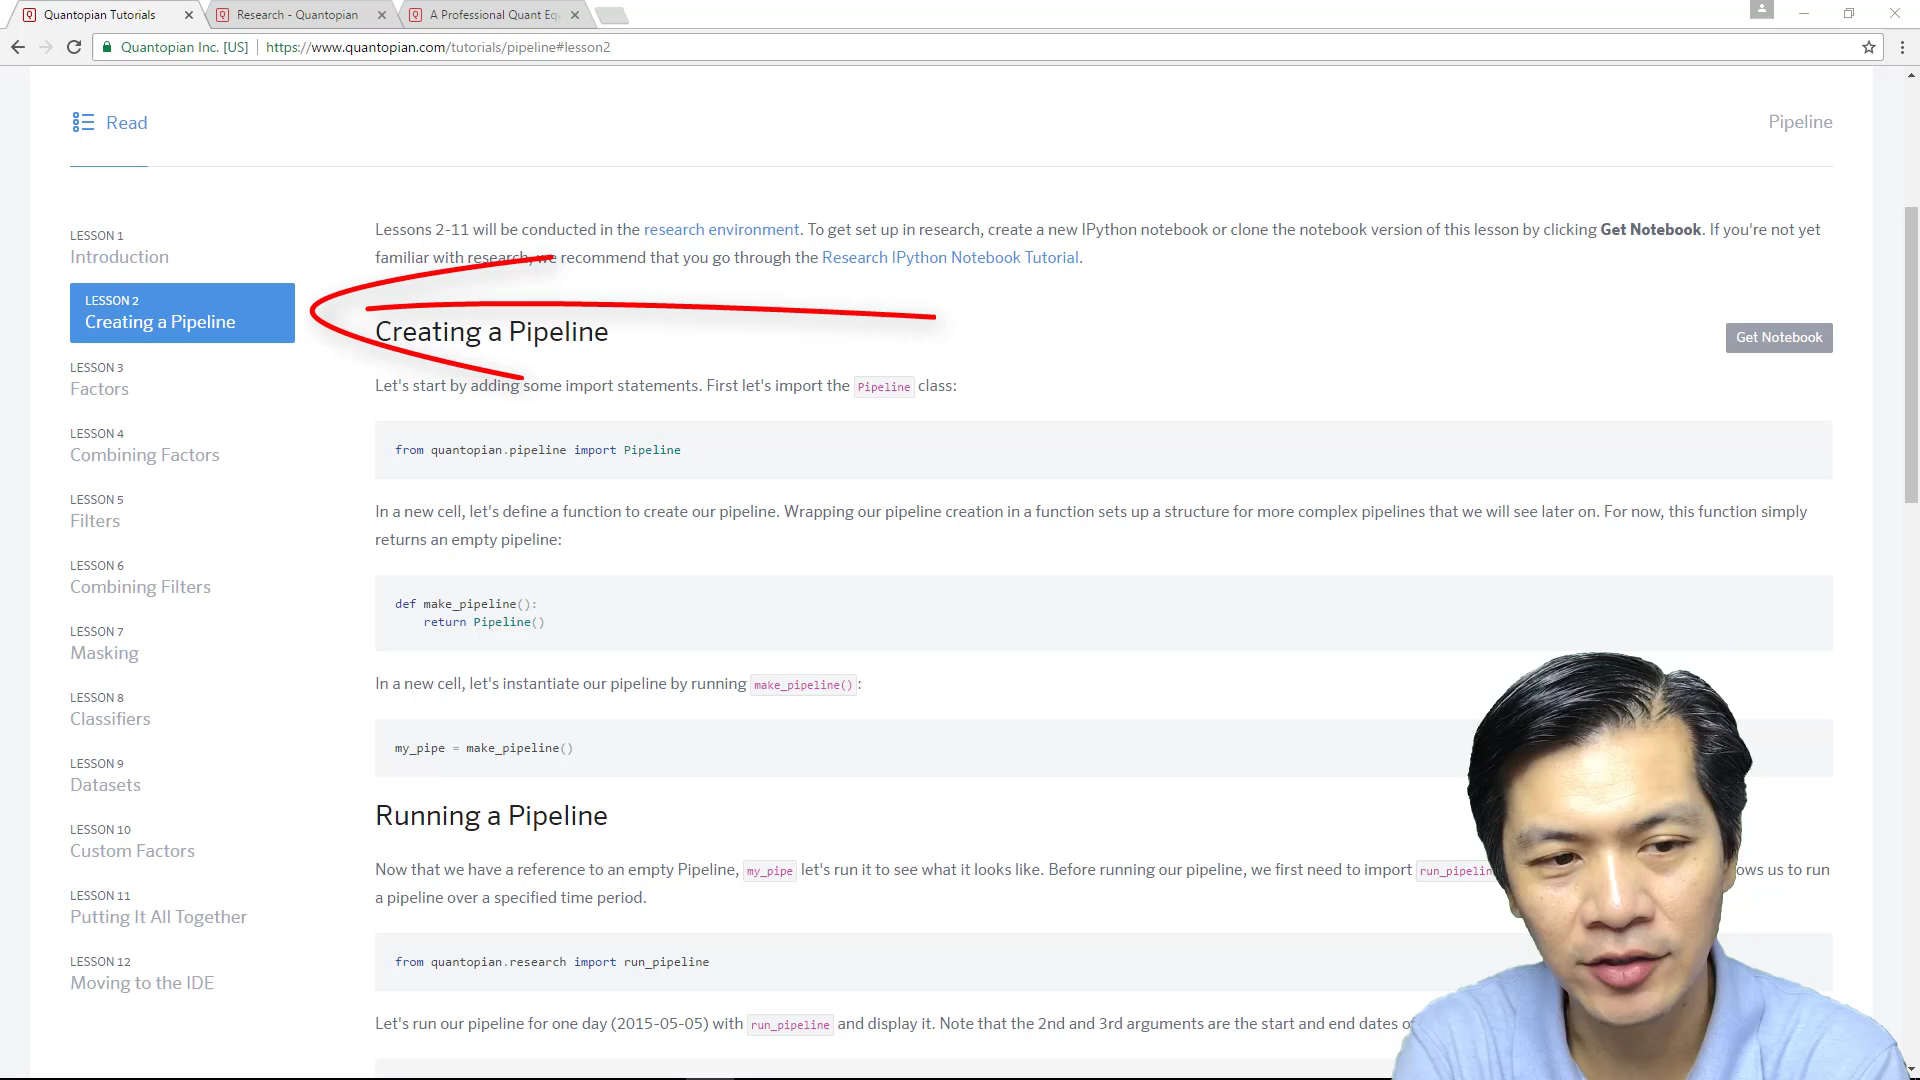 Quantopian Tutorials
Research - Quantopian
A Professional Quant Eq
Quantopian Inc. [US]
https://www.quantopian.com/tutorials/pipeline#lesson2
Read
Pipeline
LESSON 1
Introduction
LESSON 2
Creating a Pipeline
LESSON 3
Factors
LESSON 4
Combining Factors
LESSON 5
Filters
LESSON 6
Combining Filters
LESSON 7
Masking
LESSON 8
Classifiers
LESSON 9
Datasets
LESSON 10
Custom Factors
LESSON 11
Putting It All Together
LESSON 12
Moving to the IDE
Lessons 2-11 will be conducted in the research environment. To get set up in research, create a new IPython notebook or clone the notebook version of this lesson by clicking Get Notebook. If you're not yet
familiar with research, we recommend that you go through the Research IPython Notebook Tutorial.
Creating a Pipeline
Get Notebook
Let's start by adding some import statements. First let's import the Pipeline class:
from quantopian.pipeline import Pipeline
In a new cell, let's define a function to create our pipeline. Wrapping our pipeline creation in a function sets up a structure for more complex pipelines that we will see later on. For now, this function simply
returns an empty pipeline:
def make_pipeline():
    return Pipeline()
In a new cell, let's instantiate our pipeline by running make_pipeline():
my_pipe = make_pipeline()
Running a Pipeline
Now that we have a reference to an empty Pipeline, my_pipe let's run it to see what it looks like. Before running our pipeline, we first need to import run_pipelin ows us to run
a pipeline over a specified time period.
from quantopian.research import run_pipeline
Let's run our pipeline for one day (2015-05-05) with run_pipeline and display it. Note that the 2nd and 3rd arguments are the start and end dates of